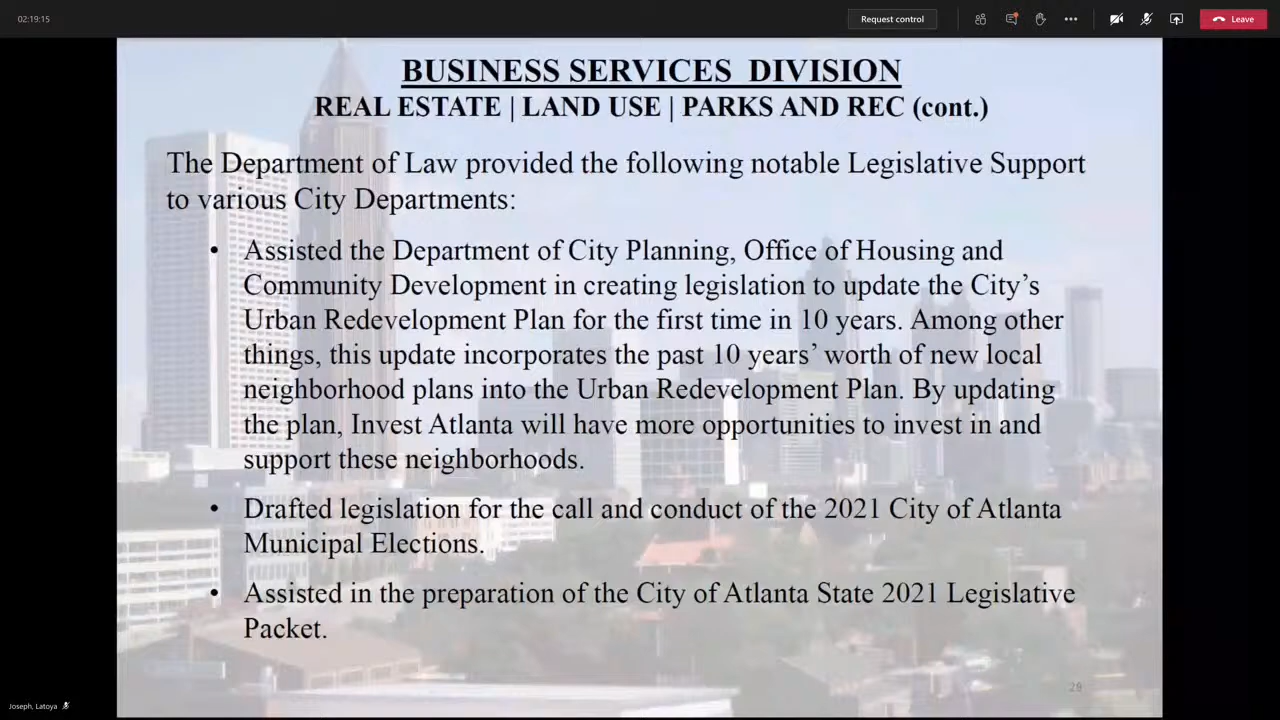 02:19:15
Request control
Leave
BUSINESS SERVICES DIVISION
REAL ESTATE | LAND USE | PARKS AND REC (cont.)
The Department of Law provided the following notable Legislative Support
to various City Departments:
• Assisted the Department of City Planning, Office of Housing and
Community Development in creating legislation to update the City’s
Urban Redevelopment Plan for the first time in 10 years. Among other
things, this update incorporates the past 10 years’ worth of new local
neighborhood plans into the Urban Redevelopment Plan. By updating
the plan, Invest Atlanta will have more opportunities to invest in and
support these neighborhoods.
• Drafted legislation for the call and conduct of the 2021 City of Atlanta
Municipal Elections.
• Assisted in the preparation of the City of Atlanta State 2021 Legislative
Packet.
28
Joseph, Latoya